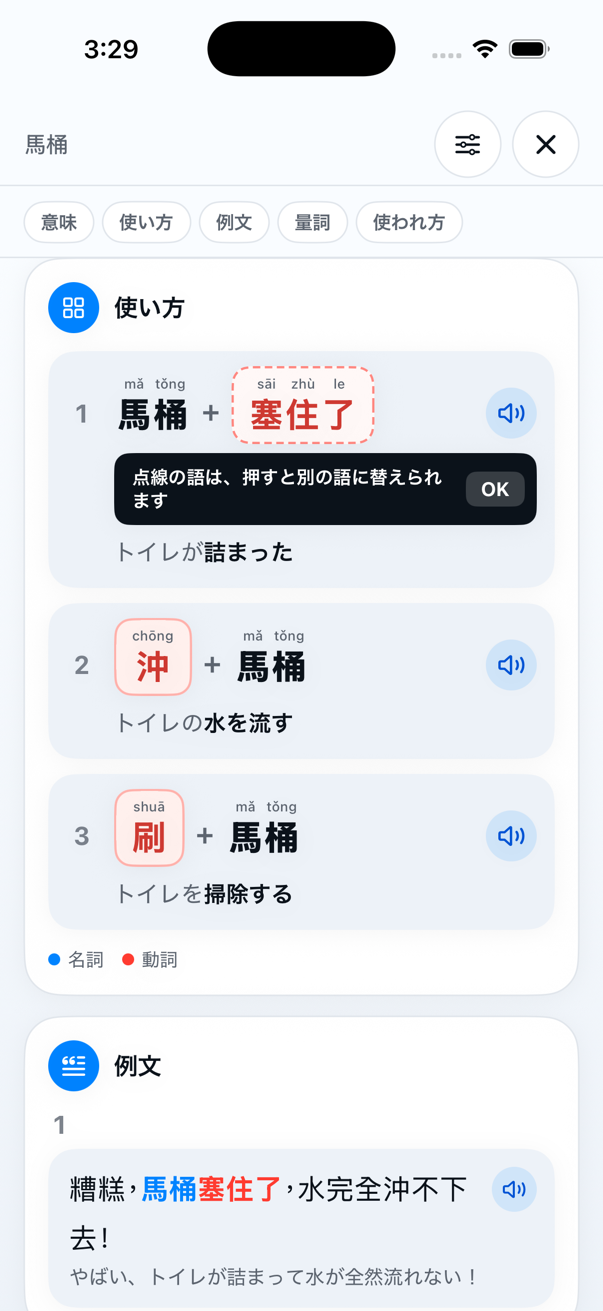 3:29
馬桶
意味 使い方 例文 量詞 使われ方
使い方
mǎ tǒng sāi zhù le
1 馬桶 + 塞住了
点線の語は、押すと別の語に替えられ
ます
OK
トイレが詰まった
chōng mǎ tǒng
2 沖 + 馬桶
トイレの水を流す
shuā mǎ tǒng
3 刷 + 馬桶
トイレを掃除する
名詞 動詞
例文
1
糟糕，馬桶塞住了，水完全沖不下
去！
やばい、トイレが詰まって水が全然流れない！